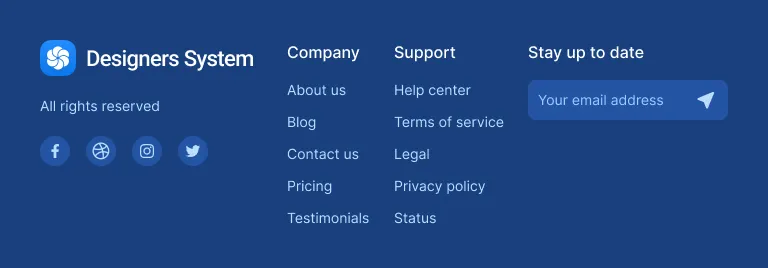 Designers System
All rights reserved
Company
About us
Blog
Contact us
Pricing
Testimonials
Support
Help center
Terms of service
Legal
Privacy policy
Status
Stay up to date
Your email address